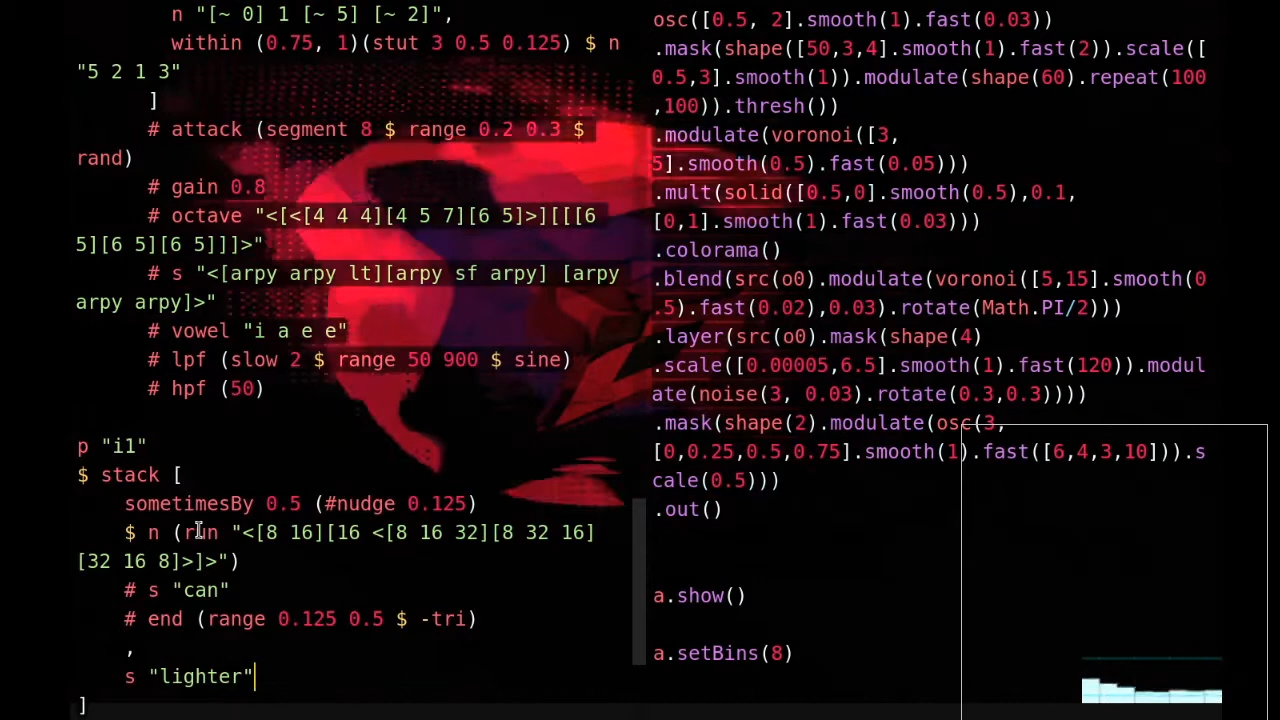 n "[~ 0] 1 [~ 5] [~ 2]",
within (0.75, 1)(stut 3 0.5 0.125) $ n
"5 2 1 3"
]
# attack (segment 8 $ range 0.2 0.3 $
rand)
# gain 0.8
# octave "<[<[4 4 4][4 5 7][6 5]>][[[6
5][6 5][6 5]]]>"
# s "<[arpy arpy lt][arpy sf arpy] [arpy
arpy arpy]>"
# vowel "i a e e"
# lpf (slow 2 $ range 50 900 $ sine)
# hpf (50)
p "i1"
$ stack [
sometimesBy 0.5 (#nudge 0.125)
$ n (run "<[8 16][16 <[8 16 32][8 32 16]
[32 16 8]>]>")
# s "can"
# end (range 0.125 0.5 $ -tri)
,
s "lighter"
]
osc([0.5, 2].smooth(1).fast(0.03))
.mask(shape([50,3,4].smooth(1).fast(2)).scale([
0.5,3].smooth(1)).modulate(shape(60).repeat(100
,100)).thresh())
.modulate(voronoi([3,
5].smooth(0.5).fast(0.05)))
.mult(solid([0.5,0].smooth(0.5),0.1,
[0,1].smooth(1).fast(0.03)))
.colorama()
.blend(src(o0).modulate(voronoi([5,15].smooth(0
.5).fast(0.02),0.03).rotate(Math.PI/2)))
.layer(src(o0).mask(shape(4)
.scale([0.00005,6.5].smooth(1).fast(120)).modul
ate(noise(3, 0.03).rotate(0.3,0.3))))
.mask(shape(2).modulate(osc(3,
[0,0.25,0.5,0.75].smooth(1).fast([6,4,3,10])).s
cale(0.5)))
.out()
a.show()
a.setBins(8)